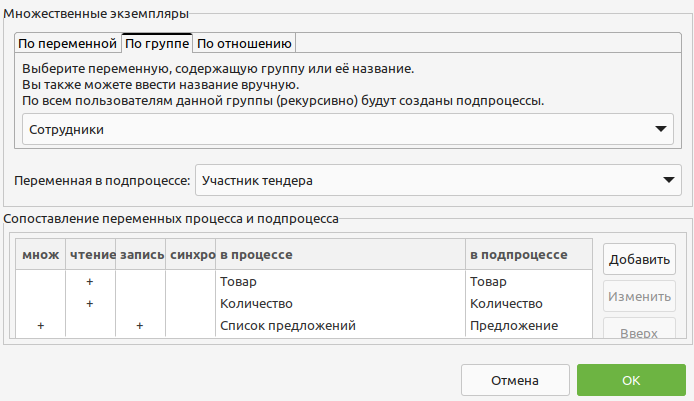 Множественные экземпляры
По переменной По группе По отношению
Выберите переменную, содержащую группу или её название.
Вы также можете ввести название вручную.
По всем пользователям данной группы (рекурсивно) будут созданы подпроцессы.
Сотрудники
Переменная в подпроцессе: Участник тендера
Сопоставление переменных процесса и подпроцесса
множ чтение запись синхро в процессе в подпроцессе
+ Товар Товар
+ Количество Количество
+ + Список предложений Предложение
Добавить
Изменить
Вверх
Отмена OK